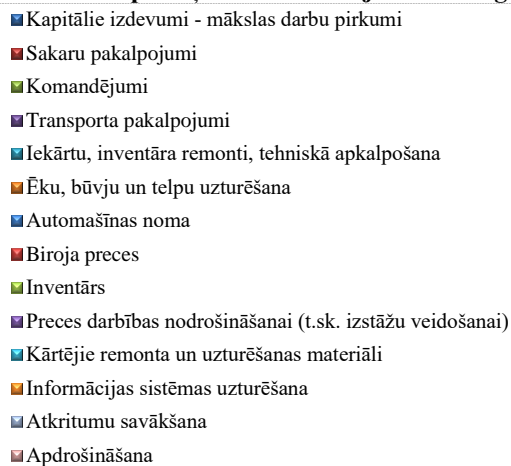 Kapitālie izdevumi - mākslas darbu pirkumi
Sakaru pakalpojumi
Komandējumi
Transporta pakalpojumi
Iekārtu, inventāra remonti, tehniskā apkalpošana
Ēku, būvju un telpu uzturēšana
Automašīnas noma
Biroja preces
Inventārs
Preces darbības nodrošināšanai (t.sk. izstāžu veidošanai)
Kārtējie remonta un uzturēšanas materiāli
Informācijas sistēmas uzturēšana
Atkritumu savākšana
Apdrošināšana